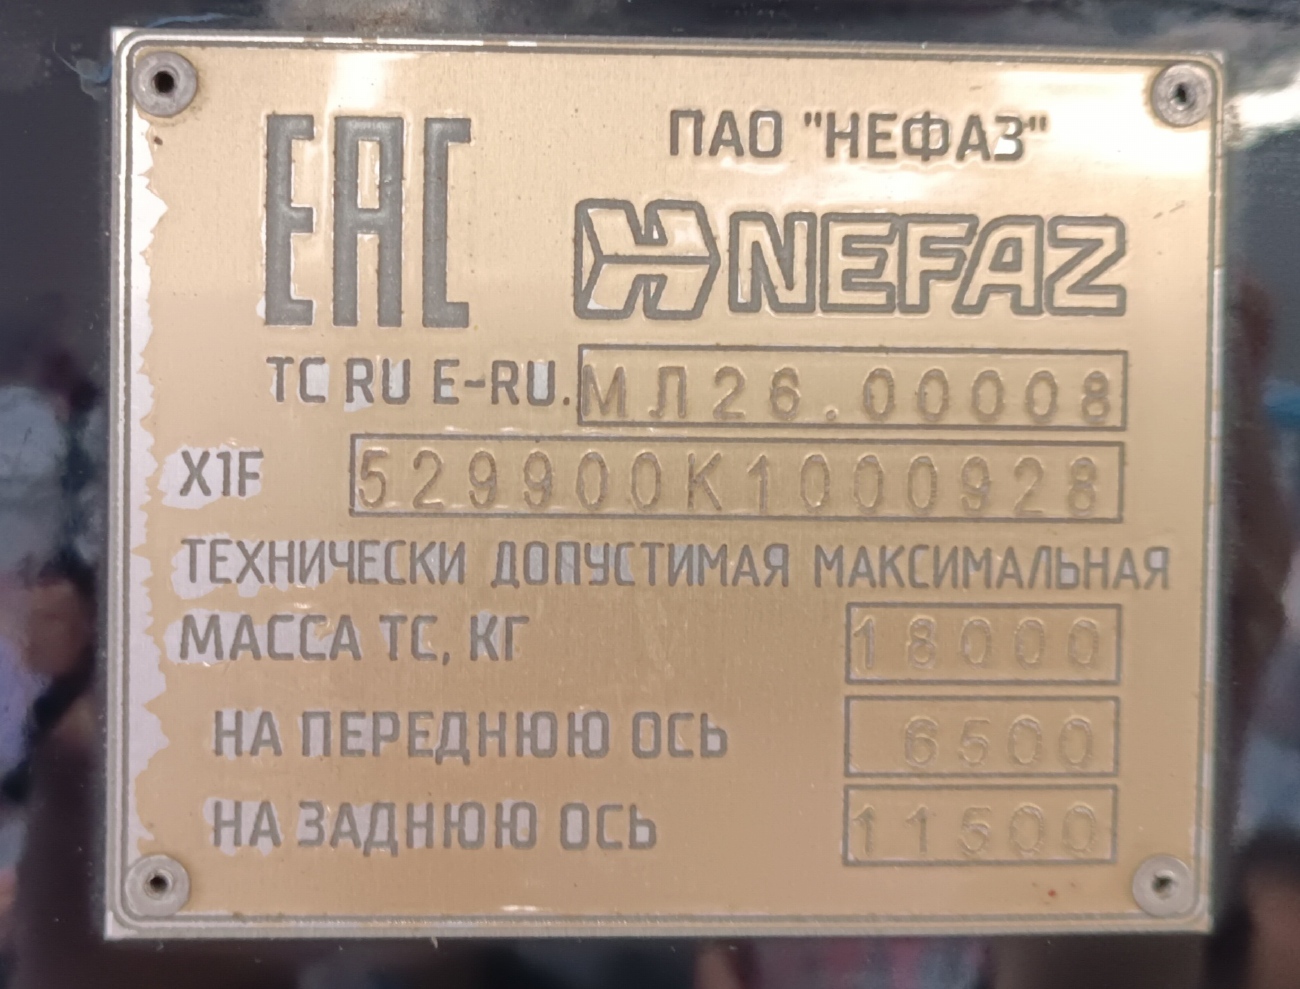 EAC
ПАО "НЕФАЗ"
NEFAZ
ТС RU E-RU. МЛ26.00008
X1F 529900K1000928
ТЕХНИЧЕСКИ ДОПУСТИМАЯ МАКСИМАЛЬНАЯ
МАССА ТС, КГ 18000
НА ПЕРЕДНЮЮ ОСЬ 6500
НА ЗАДНЮЮ ОСЬ 11500